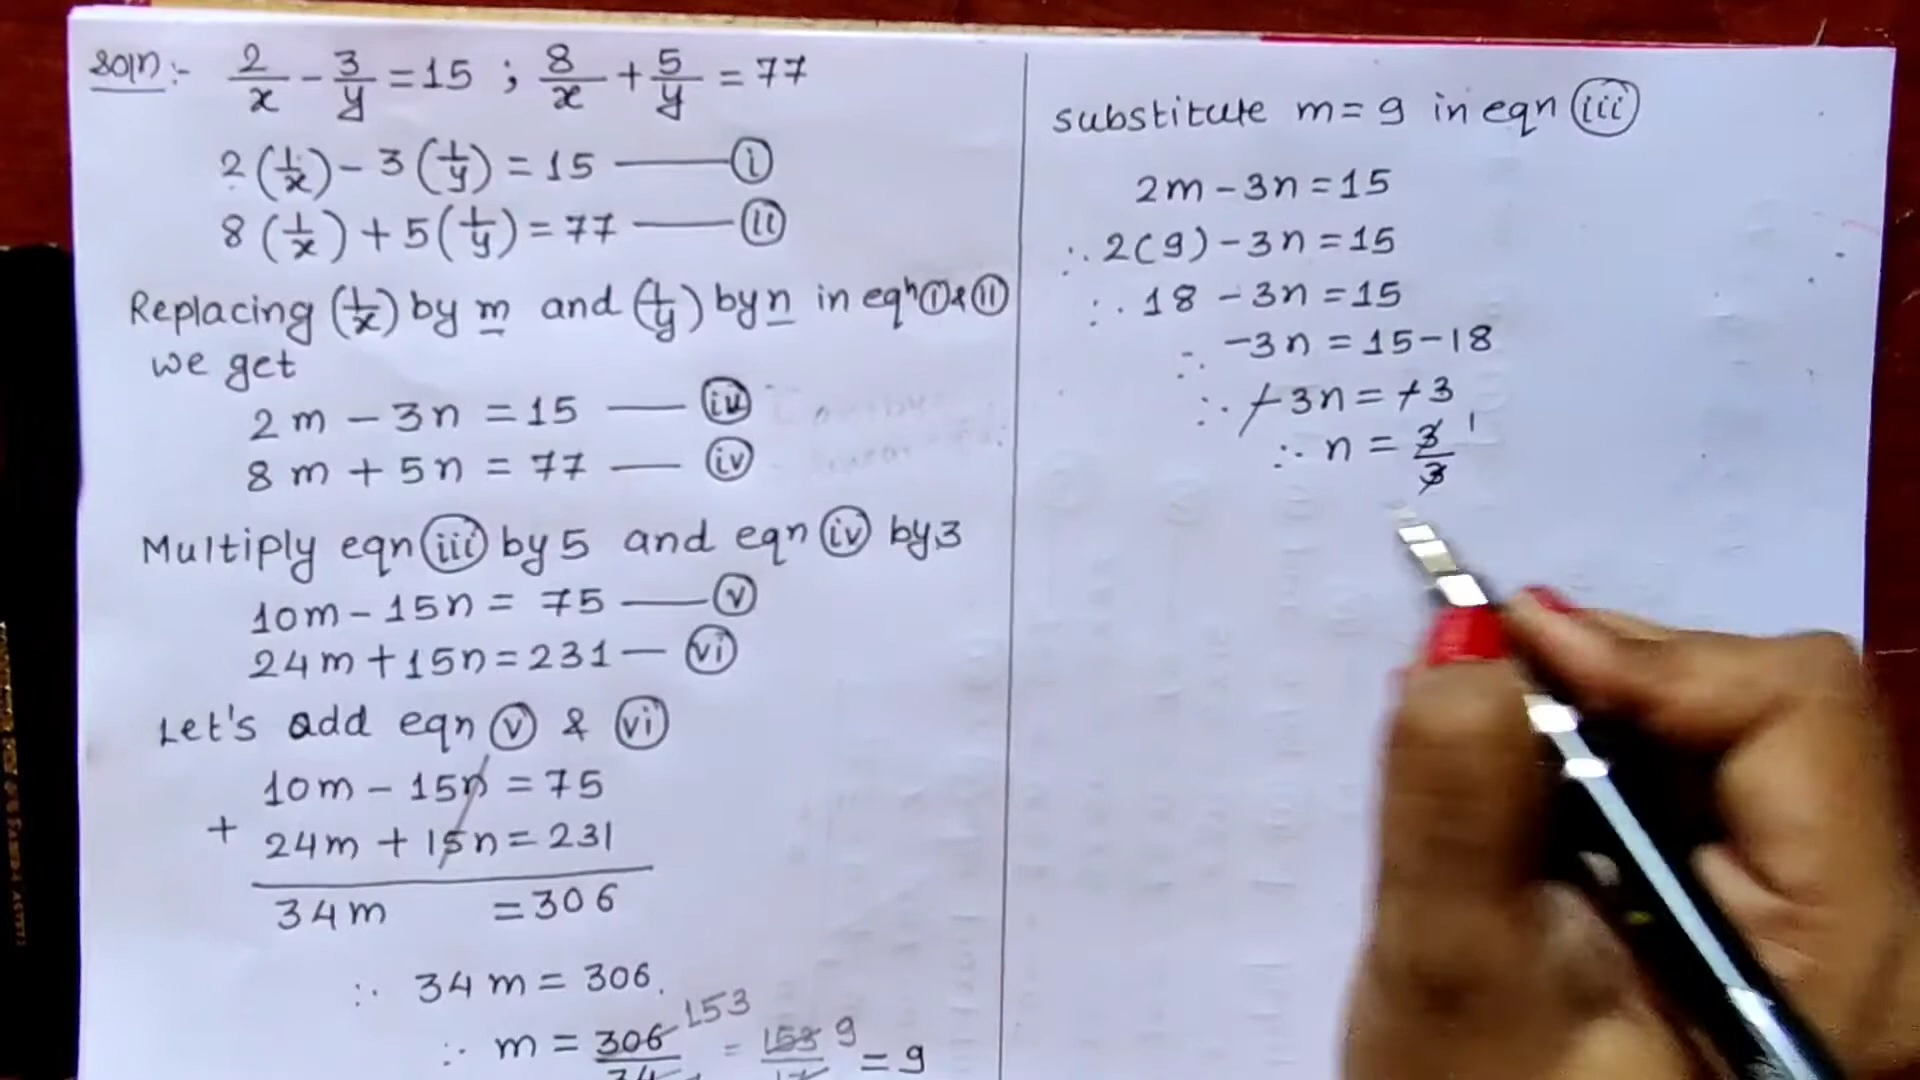 soln:- 2/x - 3/y = 15 ; 8/x + 5/y = 77
2(1/x) - 3(1/y) = 15 —— (i)
8(1/x) + 5(1/y) = 77 —— (ii)
Replacing (1/x) by m and (1/y) by n in eqn (i) & (ii)
we get
2m - 3n = 15 —— (iii)
8m + 5n = 77 —— (iv)
Multiply eqn (iii) by 5 and eqn (iv) by 3
10m - 15n = 75 —— (v)
24m + 15n = 231 — (vi)
Let's add eqn (v) & (vi)
10m - 15n = 75
+ 24m + 15n = 231
34m = 306
∴ 34m = 306.
∴ m = 306/34 153 = 153/17 9 = 9
substitute m = 9 in eqn (iii)
2m - 3n = 15
∴ 2(9) - 3n = 15
∴ 18 - 3n = 15
∴ -3n = 15 - 18
∴ -3n = -3
∴ n = 3/3 1